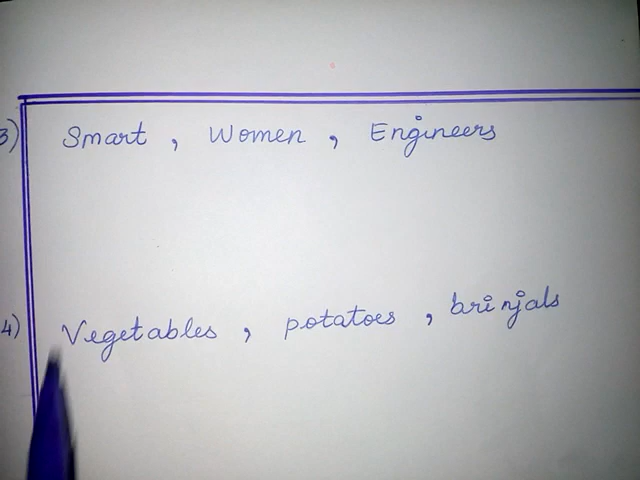 3) Smart , Women , Engineers
4) Vegetables , potatoes , brinjals